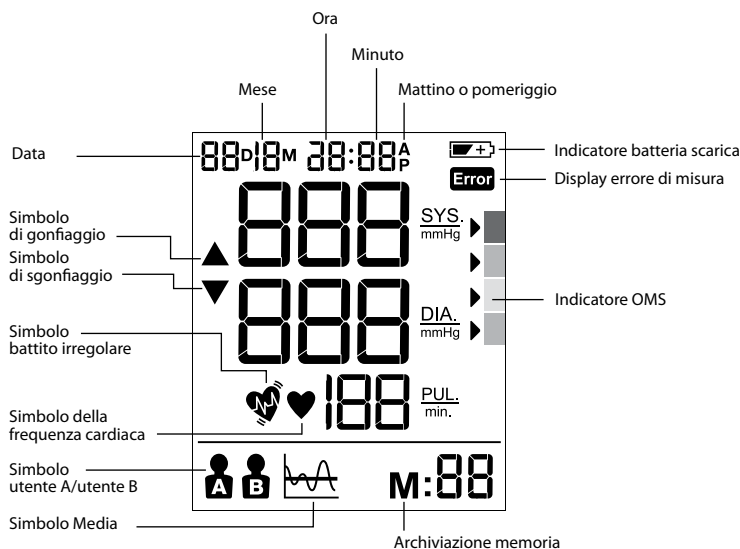 Ora
Minuto
Mese
Mattino o pomeriggio
Data
88D18M 28:88 A
P
Indicatore batteria scarica
Error
Display errore di misura
888
SYS.
mmHg
Simbolo
di gonfiaggio
Simbolo
di sgonfiaggio
888
DIA.
mmHg
Indicatore OMS
Simbolo
battito irregolare
188
PUL.
min.
Simbolo della
frequenza cardiaca
Simbolo
utente A/utente B
A B
M:88
Simbolo Media
Archiviazione memoria